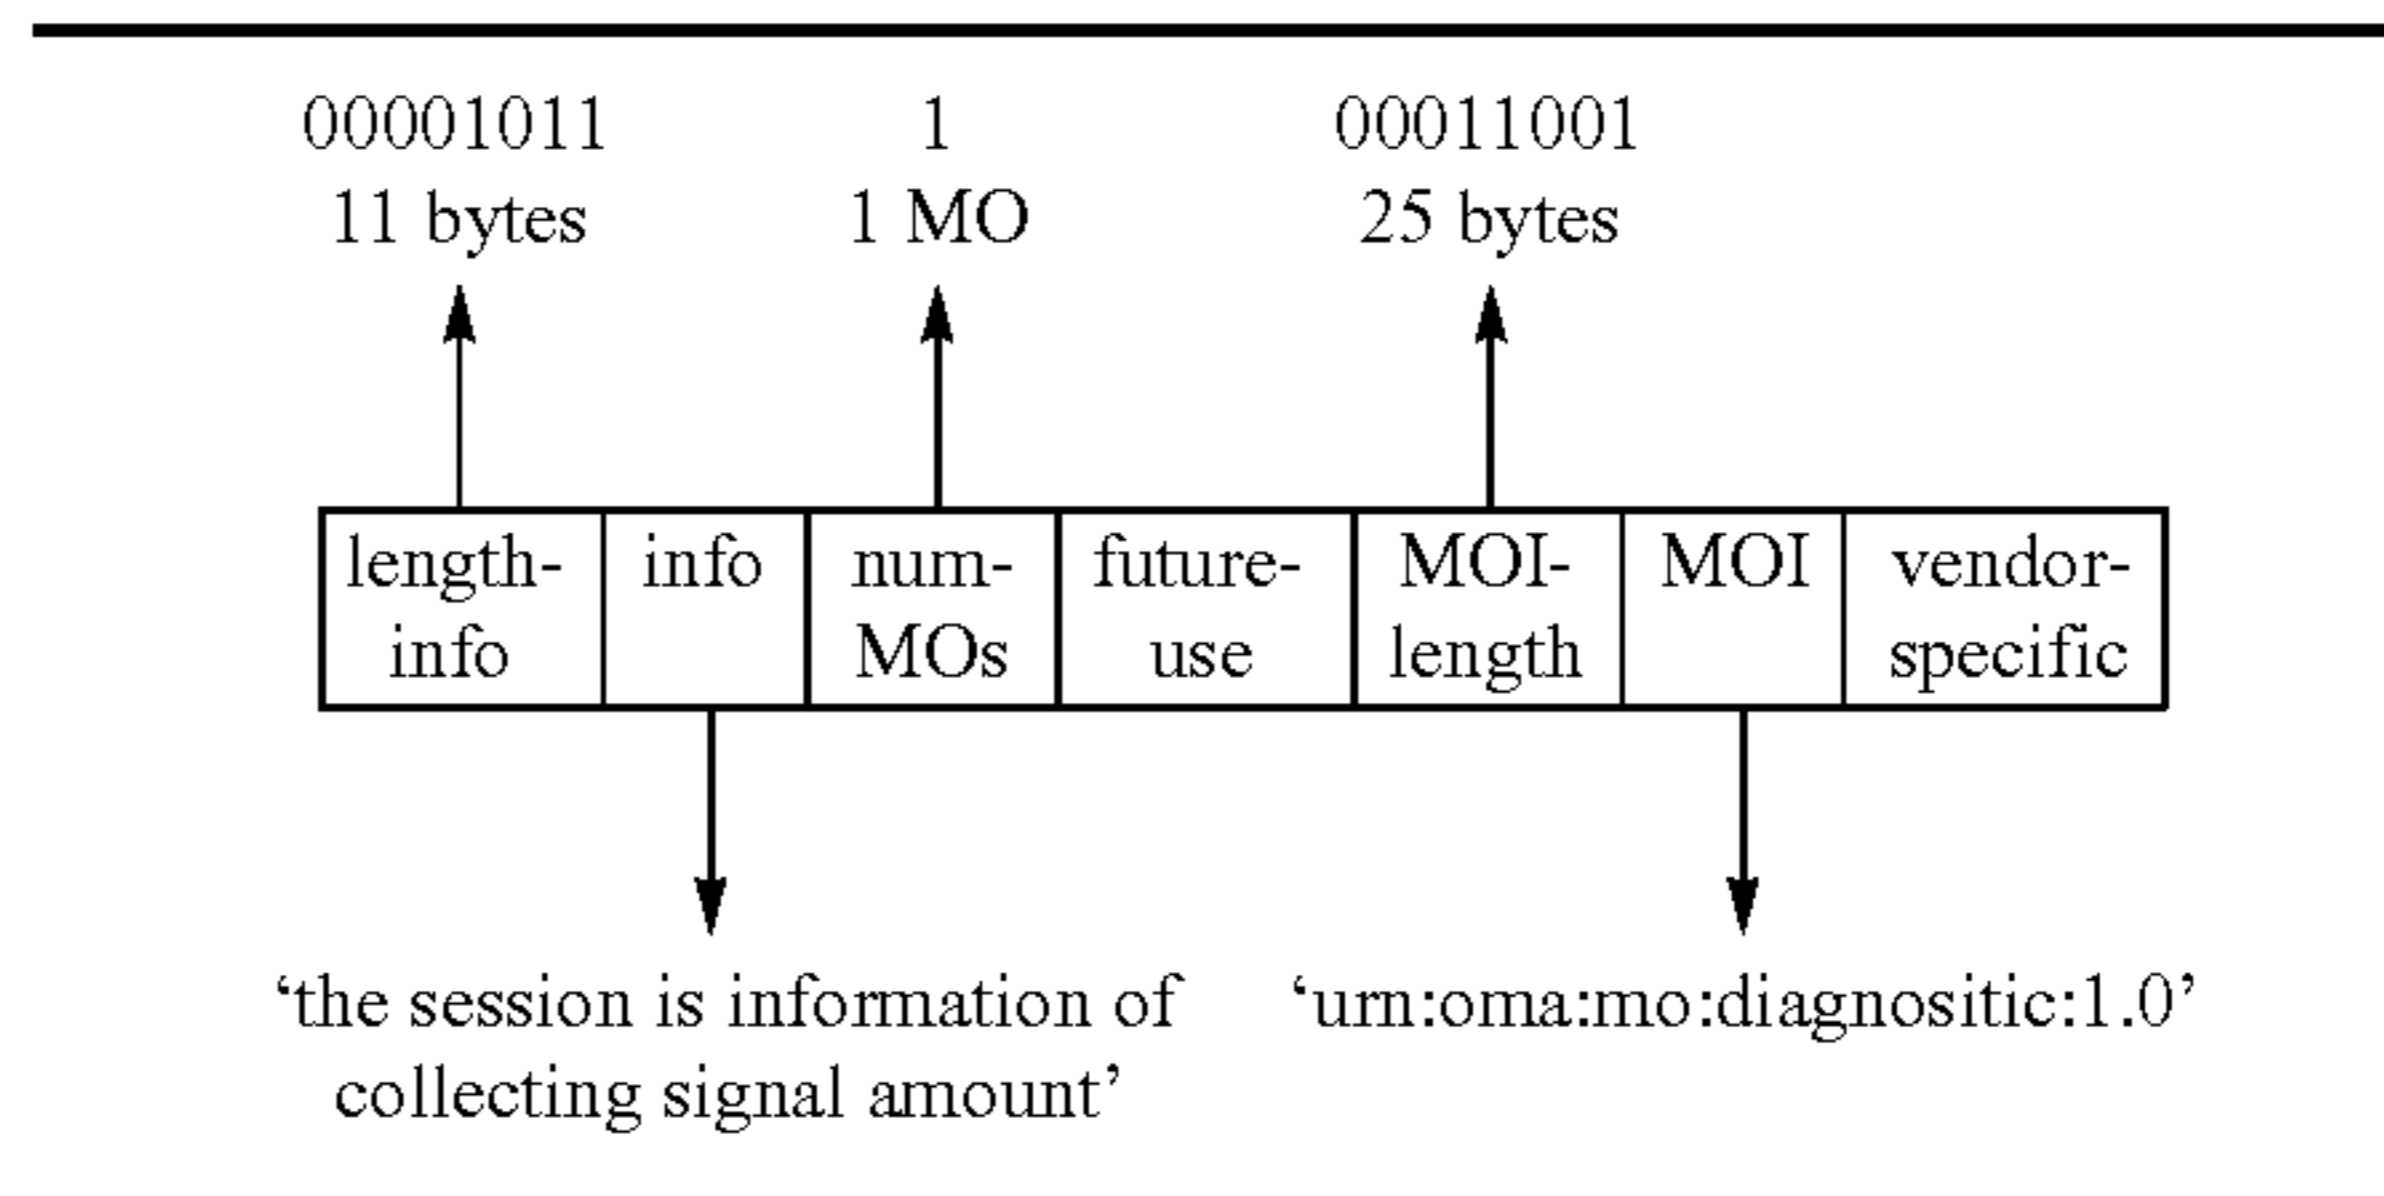 00001011 1 00011001
11 bytes 1 MO 25 bytes
length- info num- future- MOI- MOI vendor-
info MOs use length specific
‘the session is information of ‘urn:oma:mo:diagnositic:1.0’
collecting signal amount’